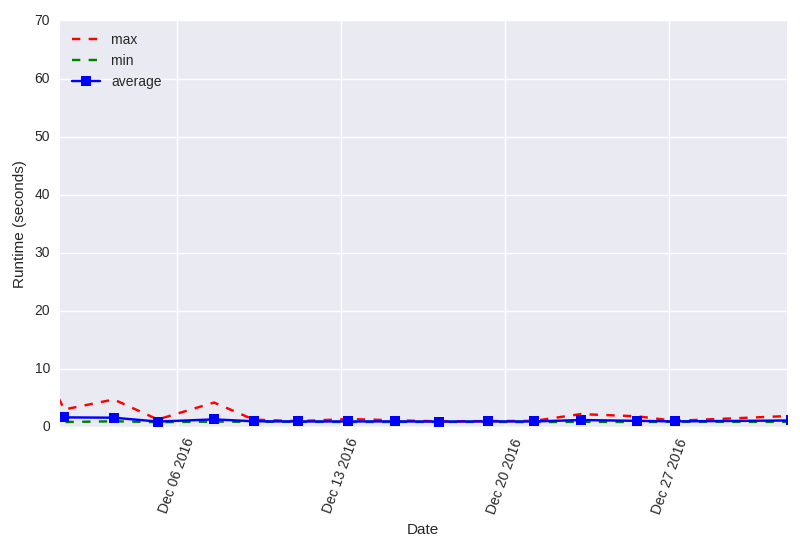 70
60
50
40
30
20
10
0
max
min
average
Runtime (seconds)
Dec 06 2016
Dec 13 2016
Dec 20 2016
Dec 27 2016
Date